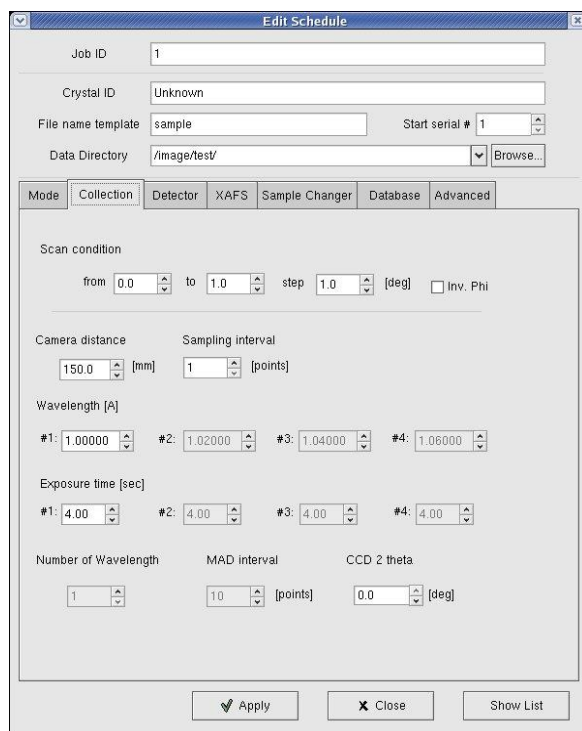 Edit Schedule
Job ID 1
Crystal ID Unknown
File name template sample Start serial # 1
Data Directory /image/test/ Browse...
Mode Collection Detector XAFS Sample Changer Database Advanced
Scan condition
from 0.0 to 1.0 step 1.0 [deg] Inv. Phi
Camera distance Sampling interval
150.0 [mm] 1 [points]
Wavelength [A]
#1: 1.00000 #2: 1.02000 #3: 1.04000 #4: 1.06000
Exposure time [sec]
#1: 4.00 #2: 4.00 #3: 4.00 #4: 4.00
Number of Wavelength MAD interval CCD 2 theta
1 10 [points] 0.0 [deg]
Apply Close Show List